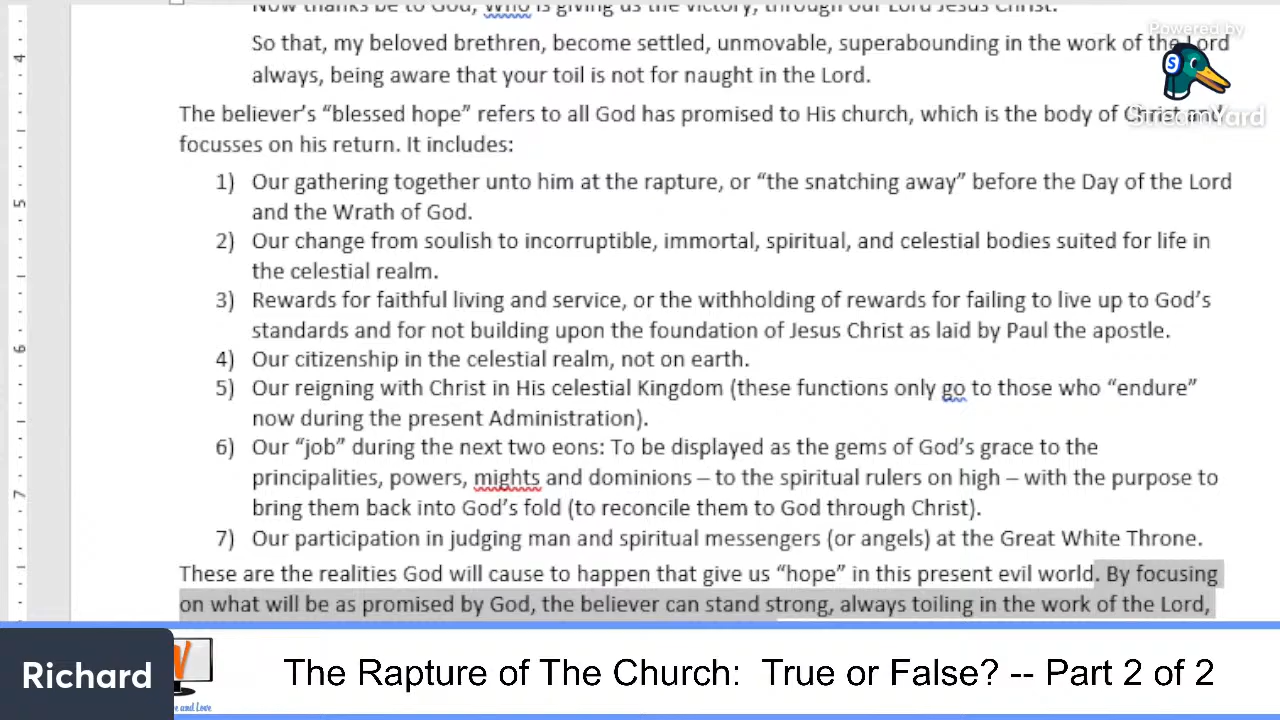 Now thanks be to God, Who is giving us the victory, through our Lord Jesus Christ.
Powered by
So that, my beloved brethren, become settled, unmovable, superabounding in the work of the Lord
always, being aware that your toil is not for naught in the Lord.
StreamYard
The believer's “blessed hope” refers to all God has promised to His church, which is the body of Christ and
focusses on his return. It includes:
1) Our gathering together unto him at the rapture, or “the snatching away” before the Day of the Lord
and the Wrath of God.
2) Our change from soulish to incorruptible, immortal, spiritual, and celestial bodies suited for life in
the celestial realm.
3) Rewards for faithful living and service, or the withholding of rewards for failing to live up to God's
standards and for not building upon the foundation of Jesus Christ as laid by Paul the apostle.
4) Our citizenship in the celestial realm, not on earth.
5) Our reigning with Christ in His celestial Kingdom (these functions only go to those who “endure”
now during the present Administration).
6) Our “job” during the next two eons: To be displayed as the gems of God's grace to the
principalities, powers, mights and dominions – to the spiritual rulers on high – with the purpose to
bring them back into God's fold (to reconcile them to God through Christ).
7) Our participation in judging man and spiritual messengers (or angels) at the Great White Throne.
These are the realities God will cause to happen that give us “hope” in this present evil world. By focusing
on what will be as promised by God, the believer can stand strong, always toiling in the work of the Lord,
4
5
6
7
Richard
and Love
The Rapture of The Church: True or False? -- Part 2 of 2